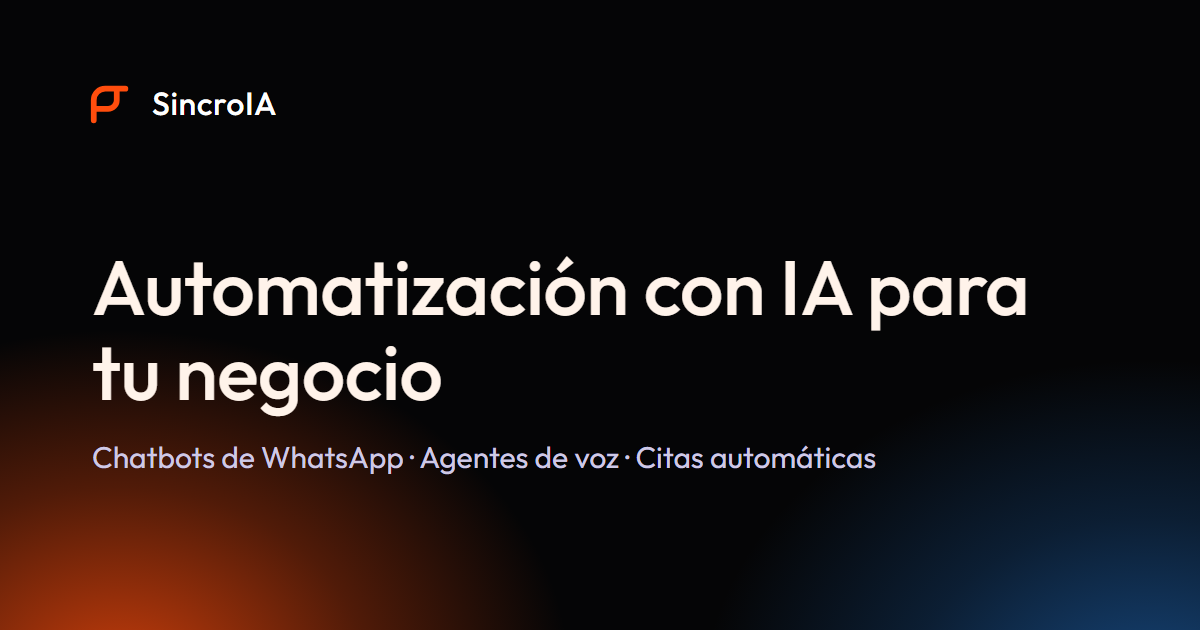 SincroIA
Automatización con IA para
tu negocio
Chatbots de WhatsApp · Agentes de voz · Citas automáticas